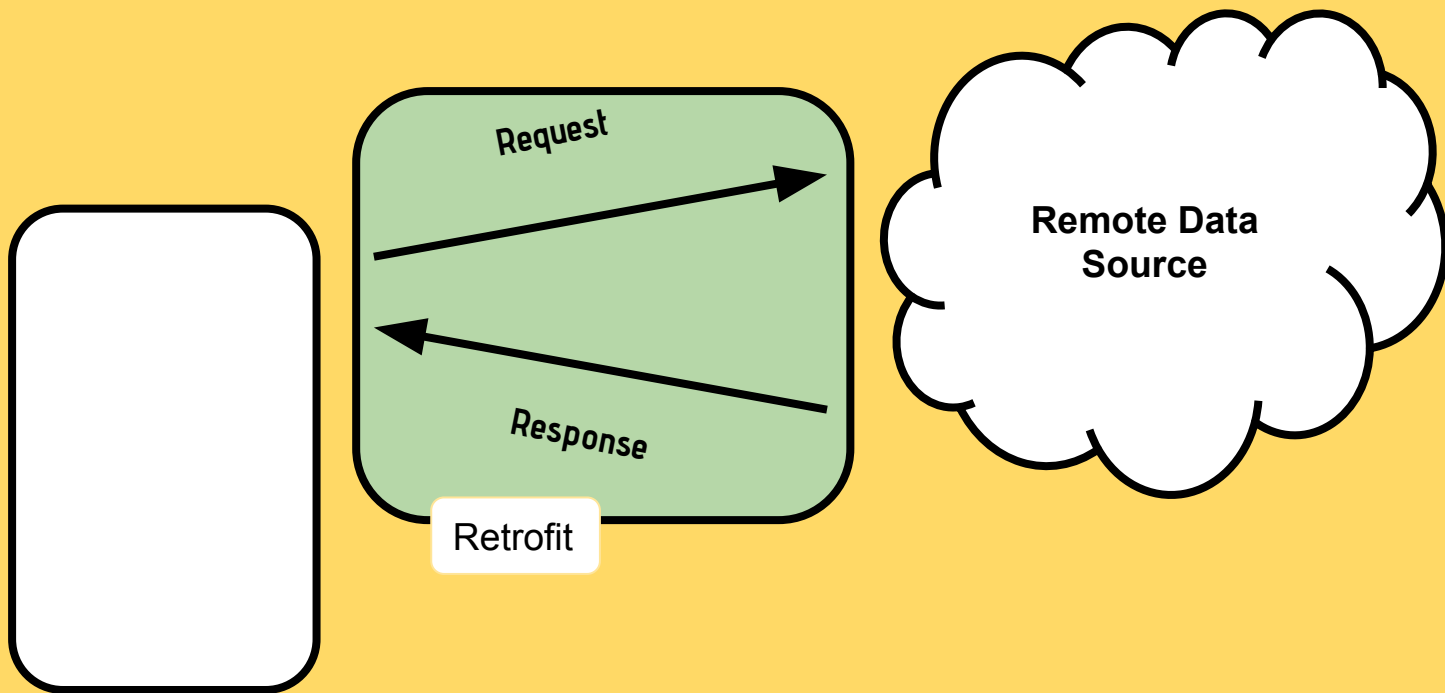 Request
Remote Data
Source
Response
Retrofit